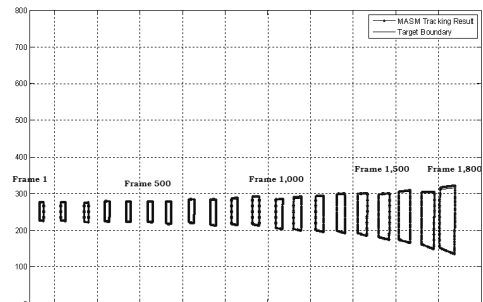 800
MASM Tracking Result
Target Boundary
700
600
500
400
Frame 1
Frame 500
Frame 1,000
Frame 1,500
Frame 1,800
300
200
100